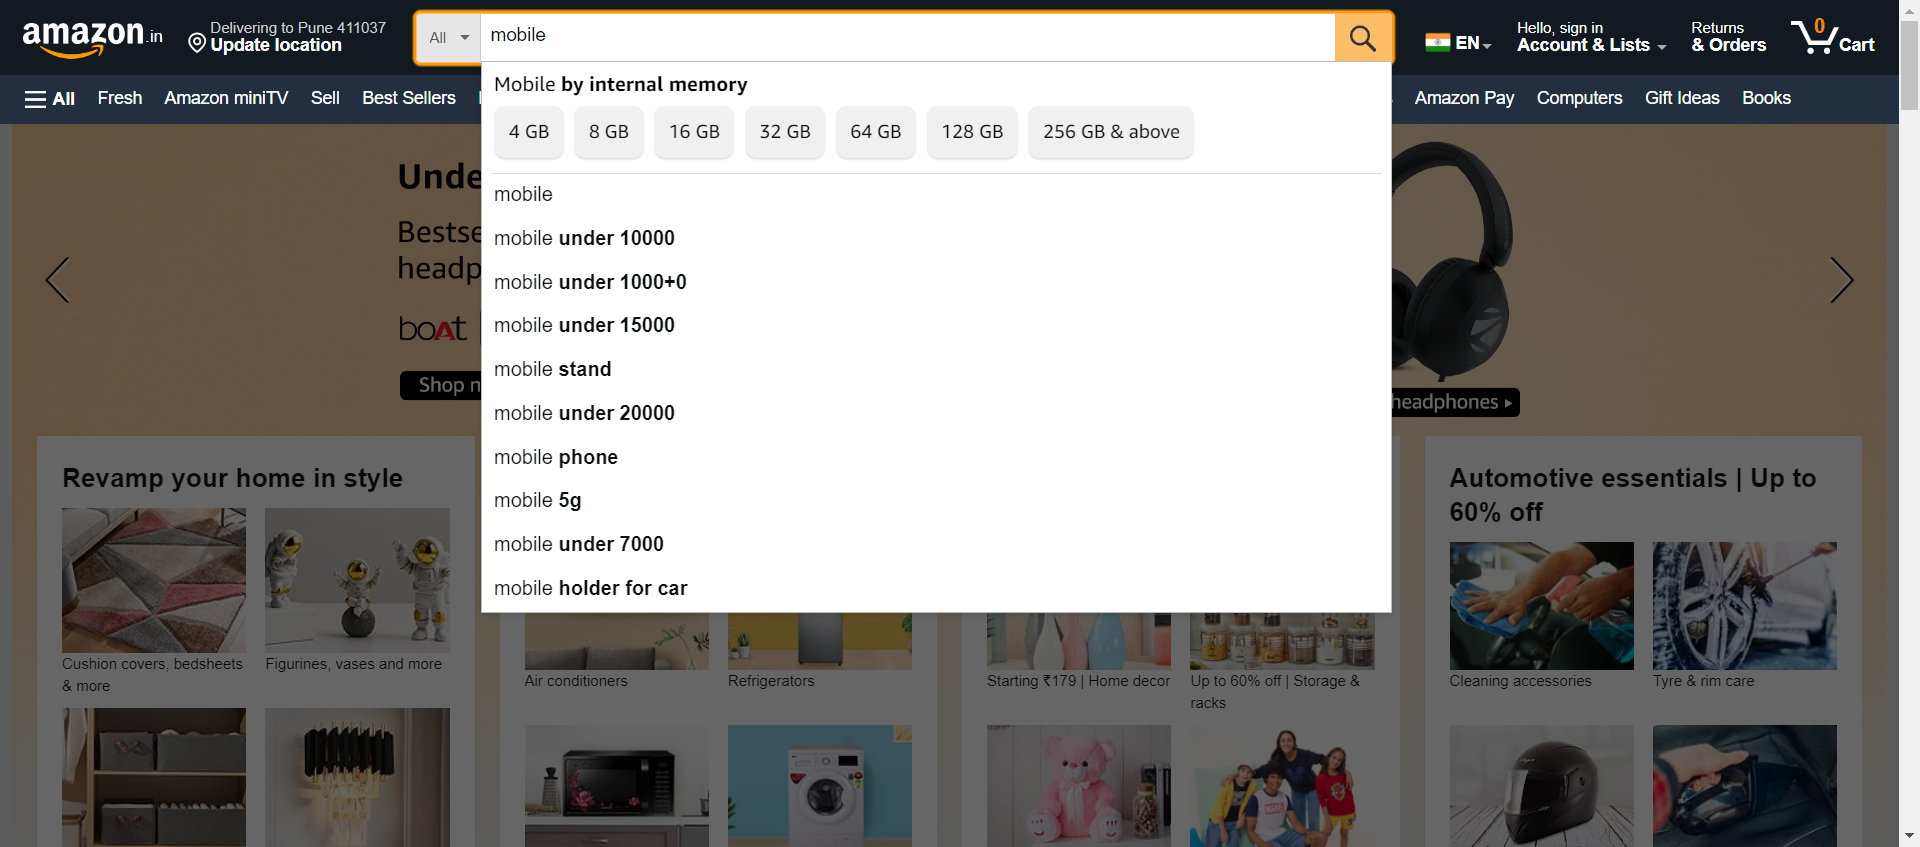 amazon.in
Delivering to Pune 411037
Update location
All
mobile
EN
Hello, sign in
Account & Lists
Returns
& Orders
0
Cart
All
Fresh
Amazon miniTV
Sell
Best Sellers
Amazon Pay
Computers
Gift Ideas
Books
Mobile by internal memory
4 GB
8 GB
16 GB
32 GB
64 GB
128 GB
256 GB & above
mobile
mobile under 10000
mobile under 1000+0
mobile under 15000
mobile stand
mobile under 20000
mobile phone
mobile 5g
mobile under 7000
mobile holder for car
Unde
Bestse
headp
boAt
Shop n
headphones
Revamp your home in style
Cushion covers, bedsheets
& more
Figurines, vases and more
Air conditioners
Refrigerators
Starting ₹179 | Home decor
Up to 60% off | Storage &
racks
Automotive essentials | Up to
60% off
Cleaning accessories
Tyre & rim care